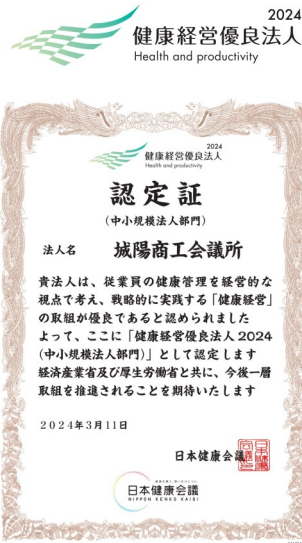 2024
健康経営優良法人
Health and productivity
2024
健康経営優良法人
Health and productivity
認定証
(中小規模法人部門)
法人名 城陽商工会議所
貴法人は、従業員の健康管理を経営的な
視点で考え、戦略的に実践する「健康経営」
の取組が優良であると認められました
よって、ここに「健康経営優良法人2024
(中小規模法人部門)」として認定します
経済産業省及び厚生労働省と共に、今後一層
取組を推進されることを期待いたします
2024年3月11日
日本健康会議
日本健康会議
NIPPON KENKO KAIGI